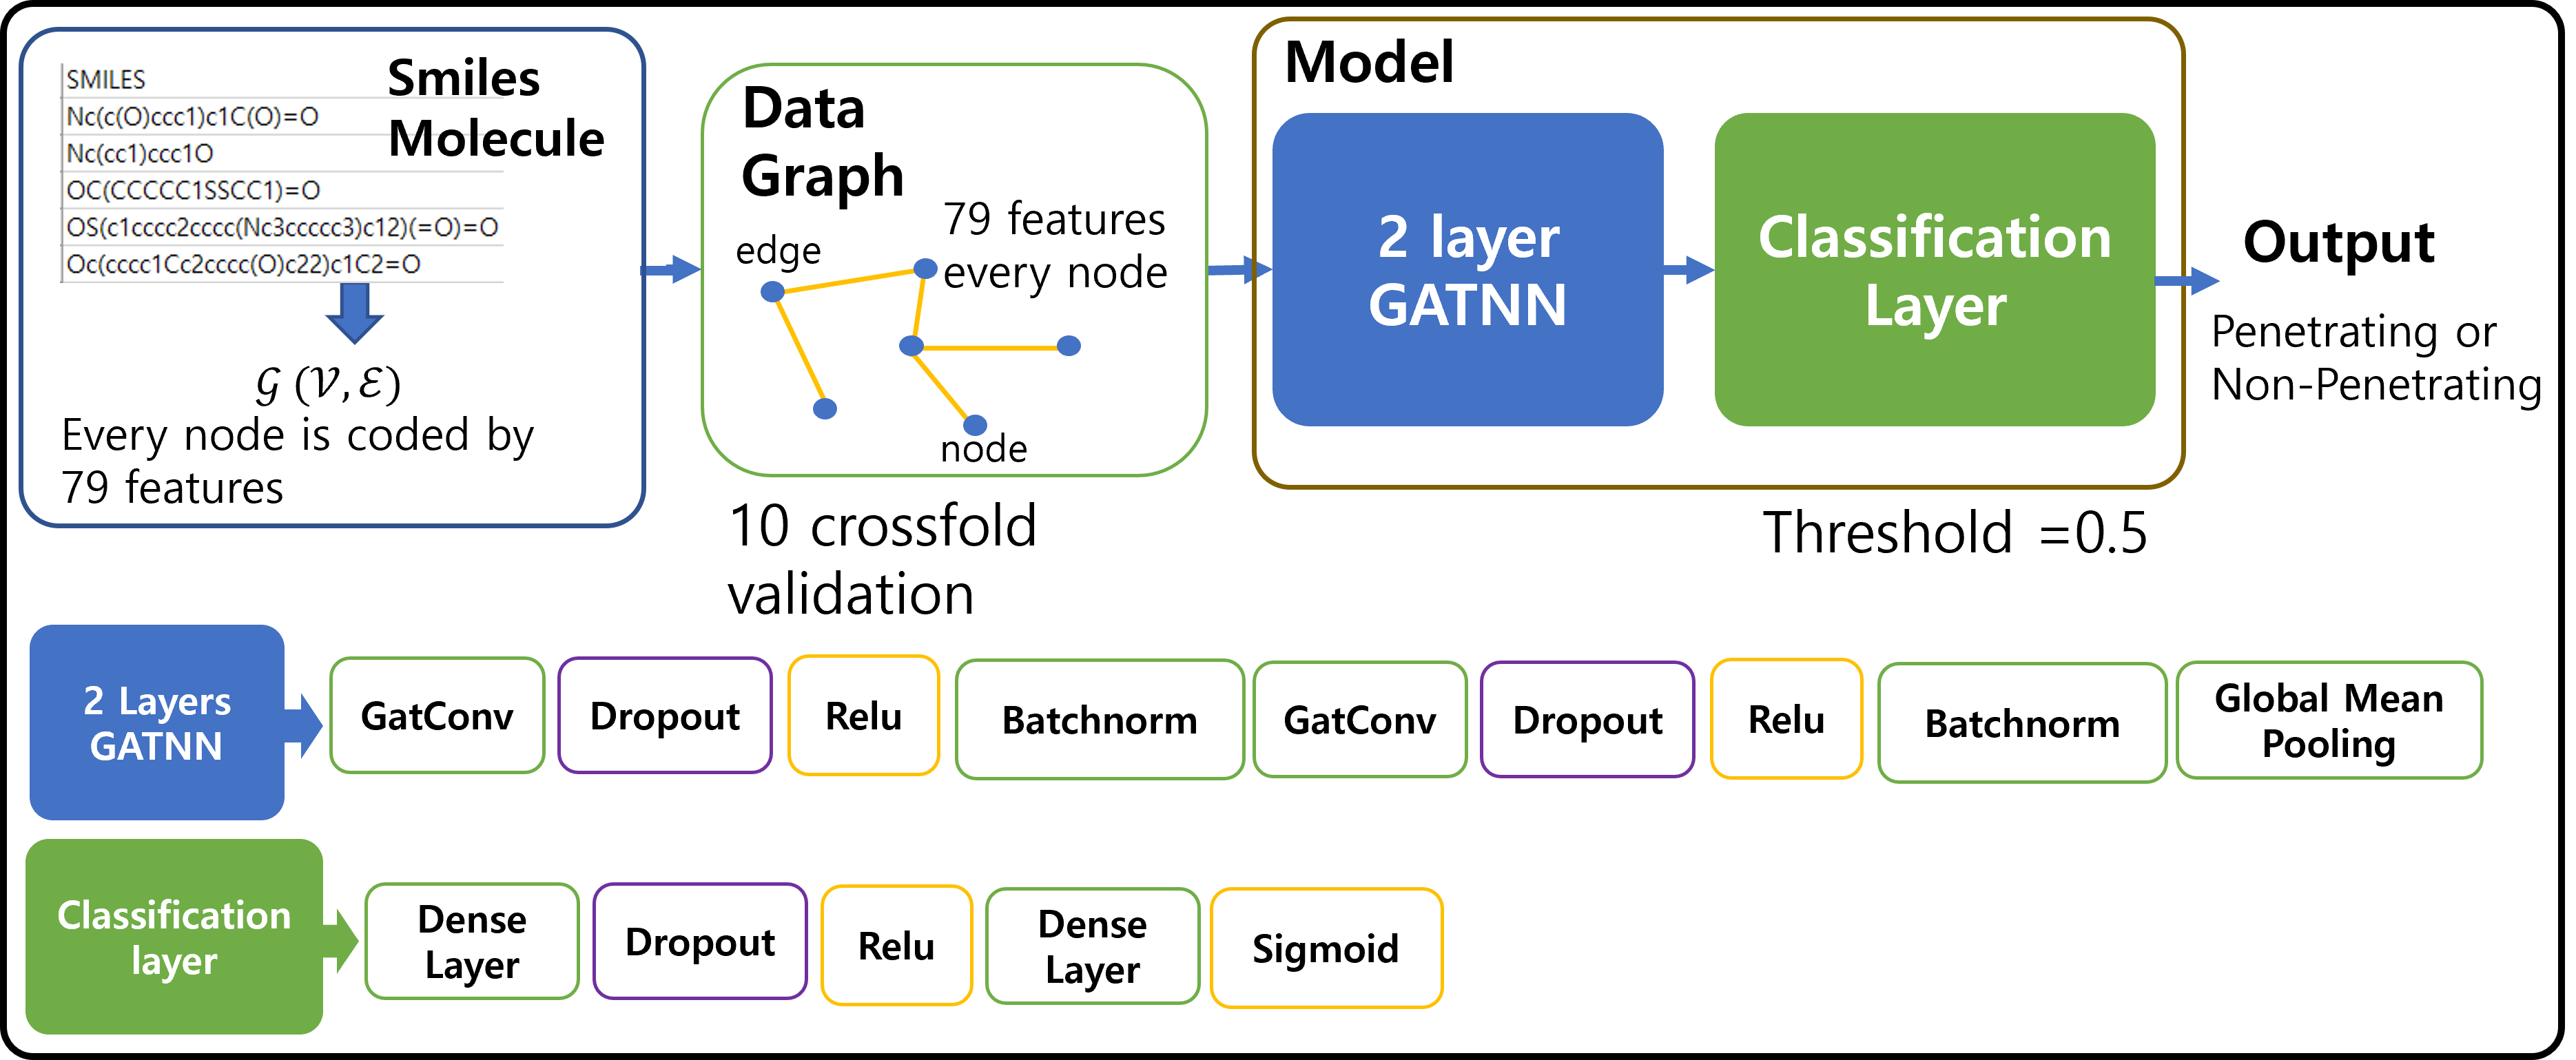 Smiles
Molecule
SMILES
Nc(c(O)ccc1)c1C(O)=O
Nc(cc1)ccc1O
OC(CCCCC1SSCC1)=O
OS(c1cccc2cccc(Nc3ccccc3)c12)(=O)=O
Oc(cccc1Cc2cccc(O)c22)c1C2=O
𝒢 (𝒱, ℰ)
Every node is coded by
79 features
Data
Graph
79 features
every node
edge
node
10 crossfold
validation
Model
2 layer
GATNN
Classification
Layer
Threshold =0.5
Output
Penetrating or
Non-Penetrating
2 Layers
GATNN
GatConv
Dropout
Relu
Batchnorm
GatConv
Dropout
Relu
Batchnorm
Global Mean
Pooling
Classification
layer
Dense
Layer
Dropout
Relu
Dense
Layer
Sigmoid